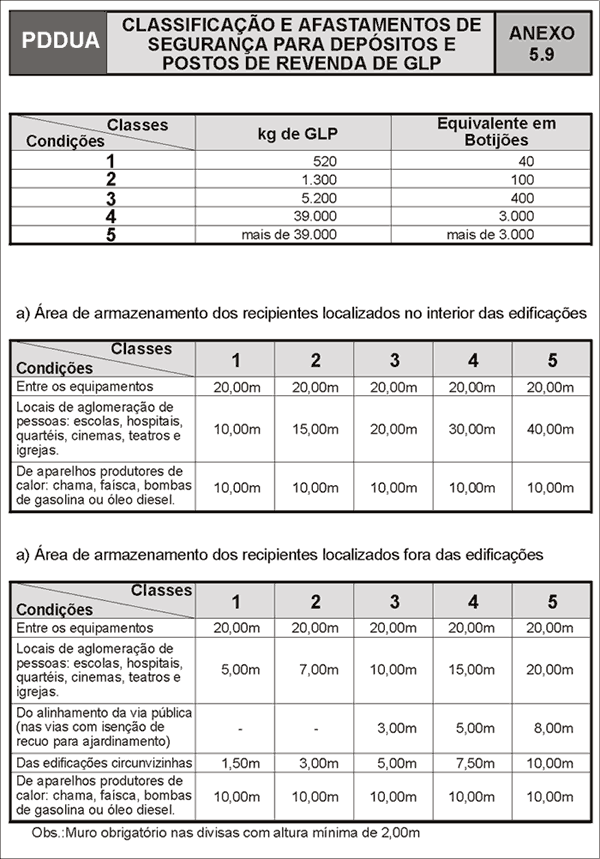 PDDUA
CLASSIFICAÇÃO E AFASTAMENTOS DE
SEGURANÇA PARA DEPÓSITOS E
POSTOS DE REVENDA DE GLP
ANEXO
5.9
Classes
Condições
kg de GLP
Equivalente em
Botijões
1 520 40
2 1.300 100
3 5.200 400
4 39.000 3.000
5 mais de 39.000 mais de 3.000
a) Área de armazenamento dos recipientes localizados no interior das edificações
Classes
Condições
1 2 3 4 5
Entre os equipamentos 20,00m 20,00m 20,00m 20,00m 20,00m
Locais de aglomeração de
pessoas: escolas, hospitais,
quartéis, cinemas, teatros e
igrejas.
10,00m 15,00m 20,00m 30,00m 40,00m
De aparelhos produtores de
calor: chama, faísca, bombas
de gasolina ou óleo diesel.
10,00m 10,00m 10,00m 10,00m 10,00m
a) Área de armazenamento dos recipientes localizados fora das edificações
Classes
Condições
1 2 3 4 5
Entre os equipamentos 20,00m 20,00m 20,00m 20,00m 20,00m
Locais de aglomeração de
pessoas: escolas, hospitais,
quartéis, cinemas, teatros e
igrejas.
5,00m 7,00m 10,00m 15,00m 20,00m
Do alinhamento da via pública
(nas vias com isenção de
recuo para ajardinamento)
- - 3,00m 5,00m 8,00m
Das edificações circunvizinhas 1,50m 3,00m 5,00m 7,50m 10,00m
De aparelhos produtores de
calor: chama, faísca, bombas
de gasolina ou óleo diesel.
10,00m 10,00m 10,00m 10,00m 10,00m
Obs.:Muro obrigatório nas divisas com altura mínima de 2,00m